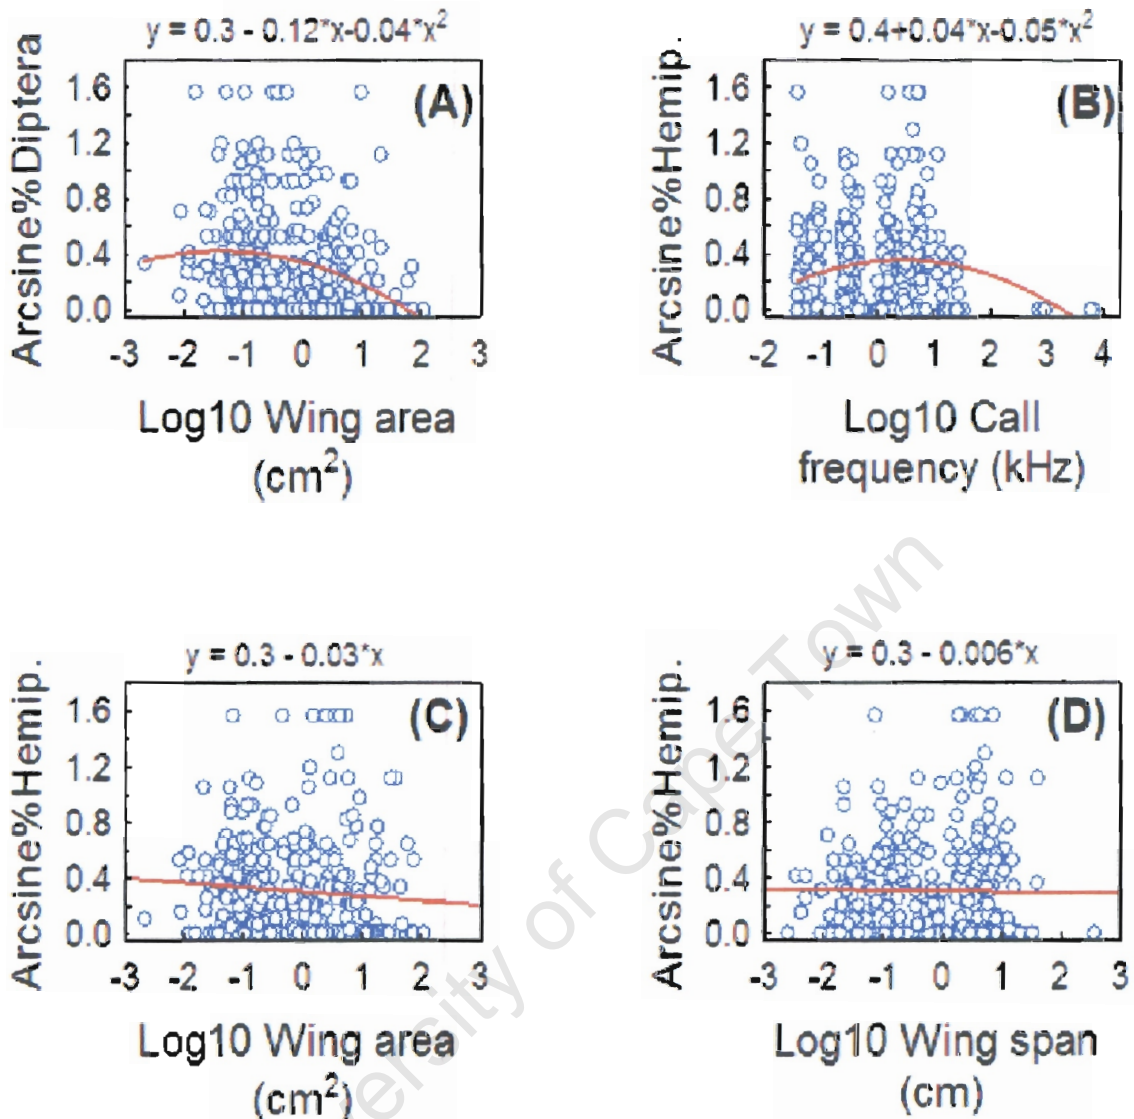 y = 0.3 - 0.12*x-0.04*x²
(A)
Arcsine%Diptera
1.6
1.2
0.8
0.4
0.0
-3 -2 -1 0 1 2 3
Log10 Wing area
(cm²)
y = 0.4+0.04*x-0.05*x²
(B)
Arcsine%Hemip.
1.6
1.2
0.8
0.4
0.0
-2 -1 0 1 2 3 4
Log10 Call
frequency (kHz)
y = 0.3 - 0.03*x
(C)
Arcsine%Hemip.
1.6
1.2
0.8
0.4
0.0
-3 -2 -1 0 1 2 3
Log10 Wing area
(cm²)
y = 0.3 - 0.006*x
(D)
Arcsine%Hemip.
1.6
1.2
0.8
0.4
0.0
-3 -2 -1 0 1 2 3
Log10 Wing span
(cm)
ersity of Cape Town